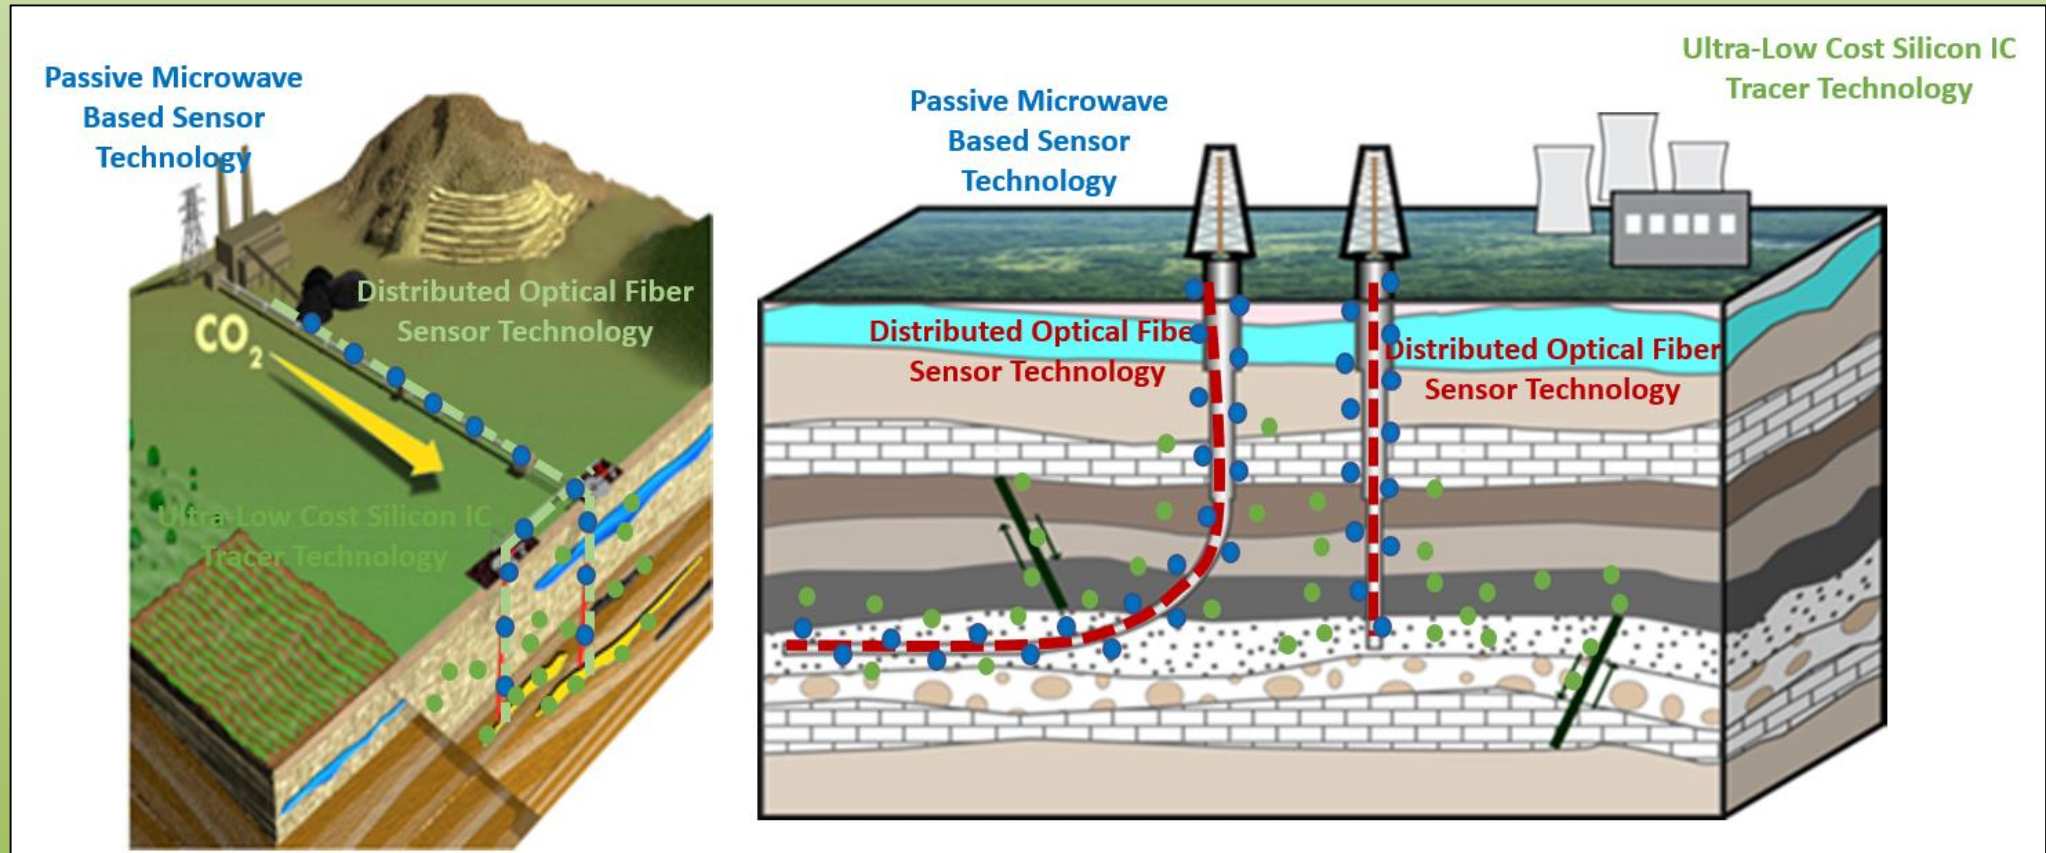 Passive Microwave
Based Sensor
Technology
Distributed Optical Fiber
Sensor Technology
CO2
Ultra-Low Cost Silicon IC
Tracer Technology
Passive Microwave
Based Sensor
Technology
Ultra-Low Cost Silicon IC
Tracer Technology
Distributed Optical Fiber
Sensor Technology
Distributed Optical Fiber
Sensor Technology